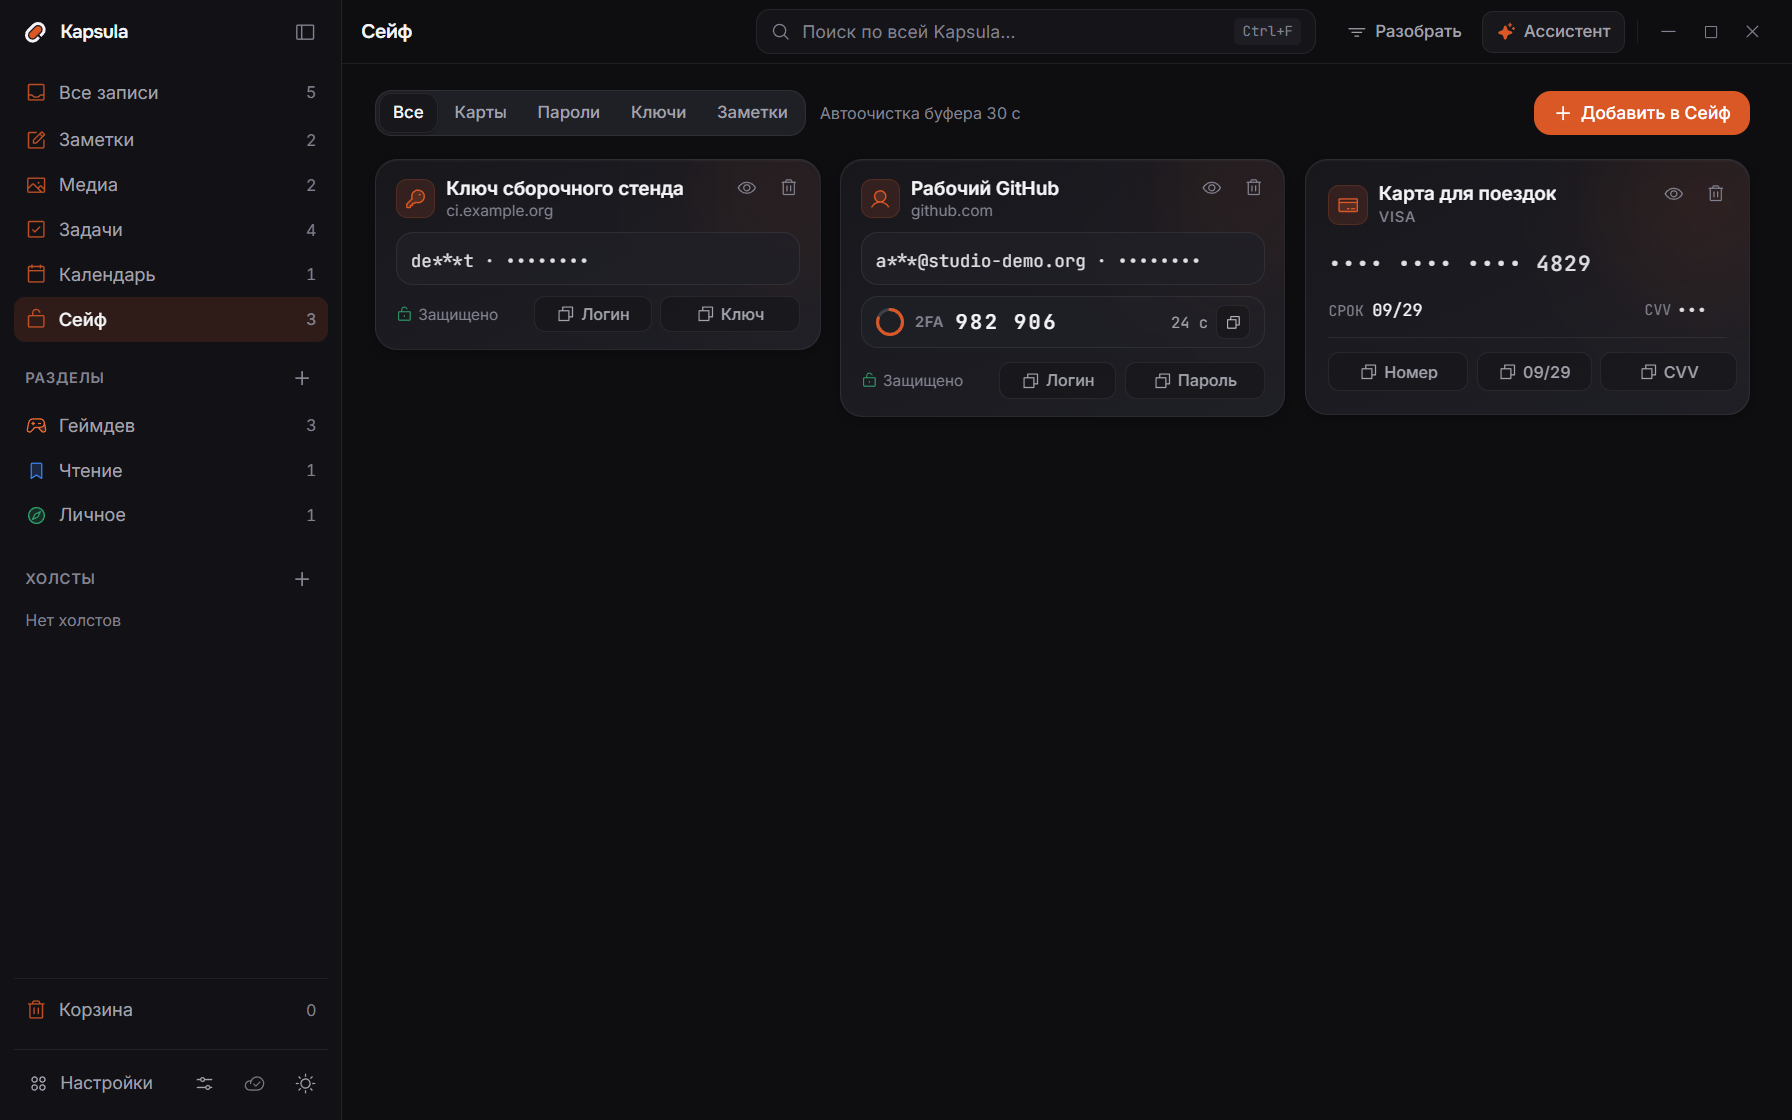 Kapsula
Сейф
Поиск по всей Kapsula...
Ctrl+F
Разобрать
Ассистент
Все записи 5
Заметки 2
Медиа 2
Задачи 4
Календарь 1
Сейф 3
РАЗДЕЛЫ
Геймдев 3
Чтение 1
Личное 1
ХОЛСТЫ
Нет холстов
Корзина 0
Настройки
Все Карты Пароли Ключи Заметки
Автоочистка буфера 30 с
Добавить в Сейф
Ключ сборочного стенда
ci.example.org
de***t · ••••••••
Защищено
Логин
Ключ
Рабочий GitHub
github.com
a***@studio-demo.org · ••••••••
2FA 982 906 24 с
Защищено
Логин
Пароль
Карта для поездок
VISA
•••• •••• •••• 4829
СРОК 09/29
CVV •••
Номер
09/29
CVV